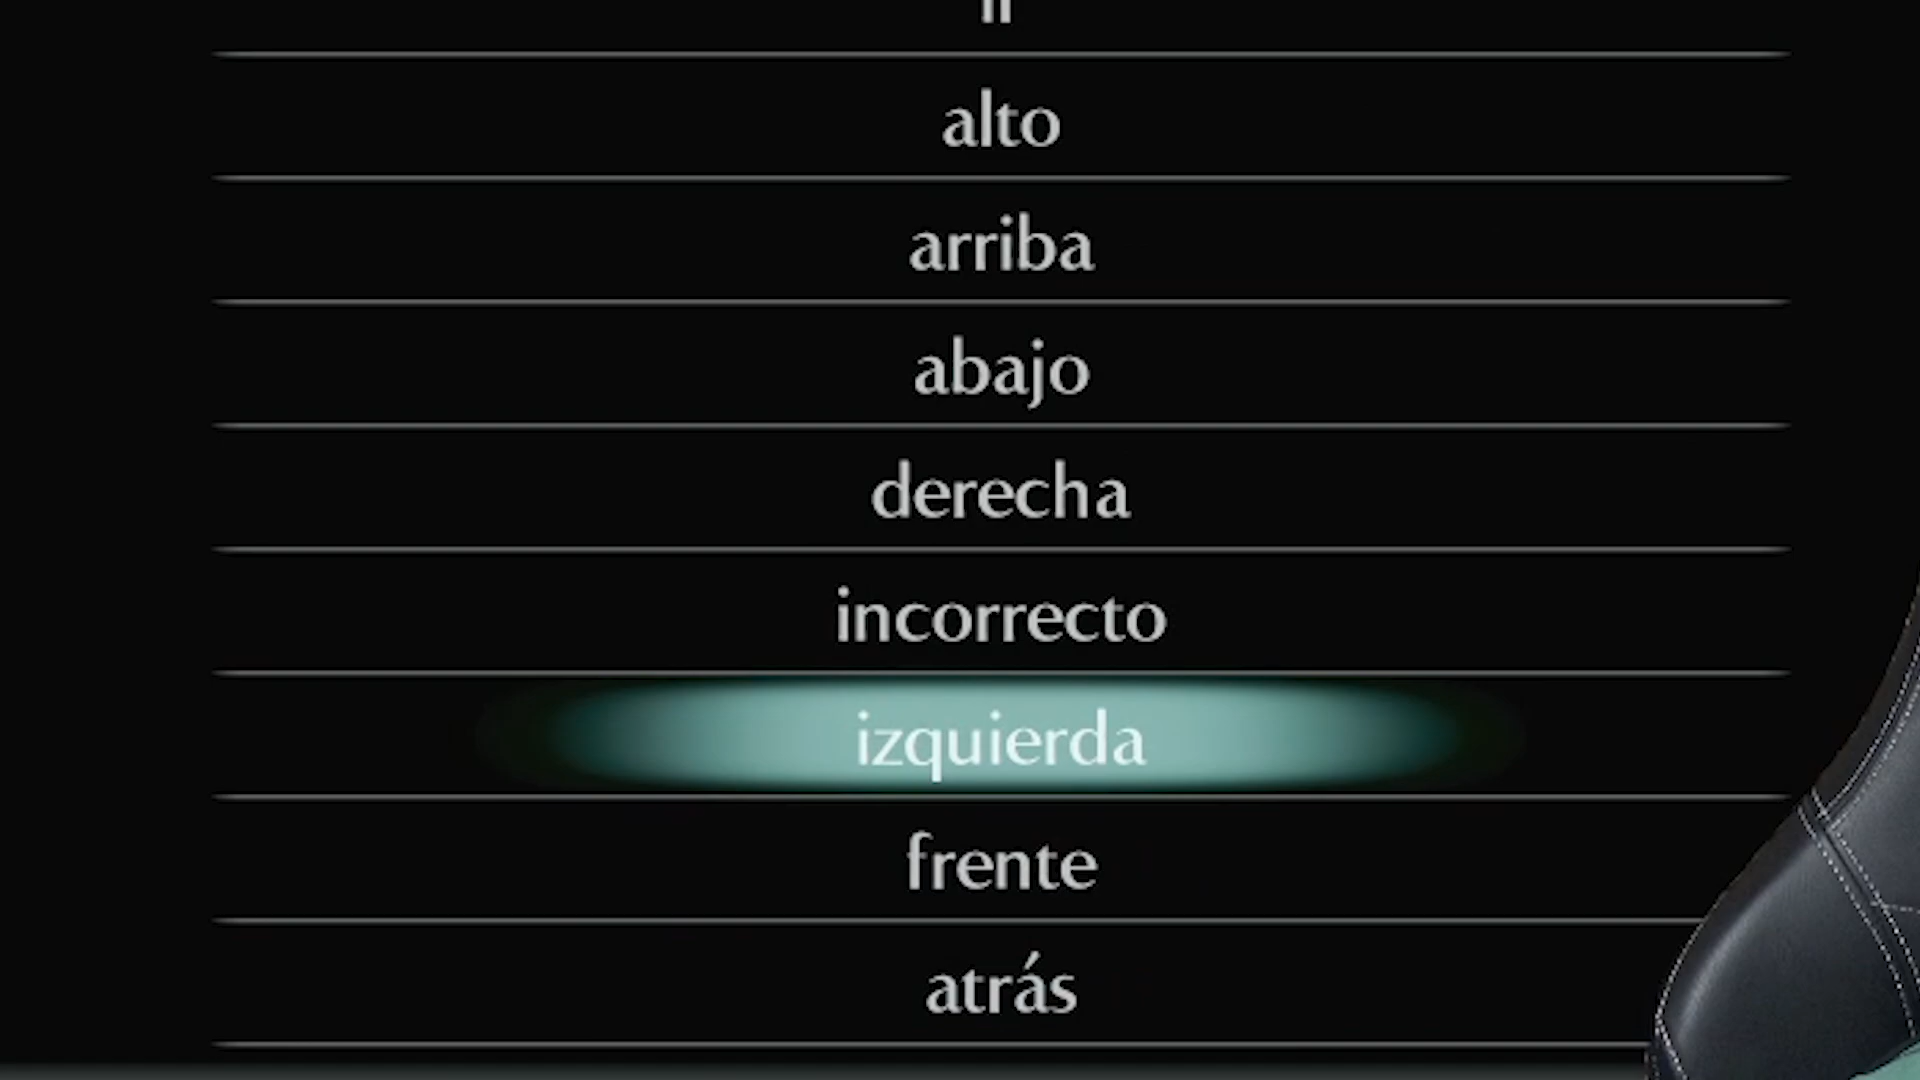 alto
arriba
abajo
derecha
incorrecto
izquierda
frente
atrás